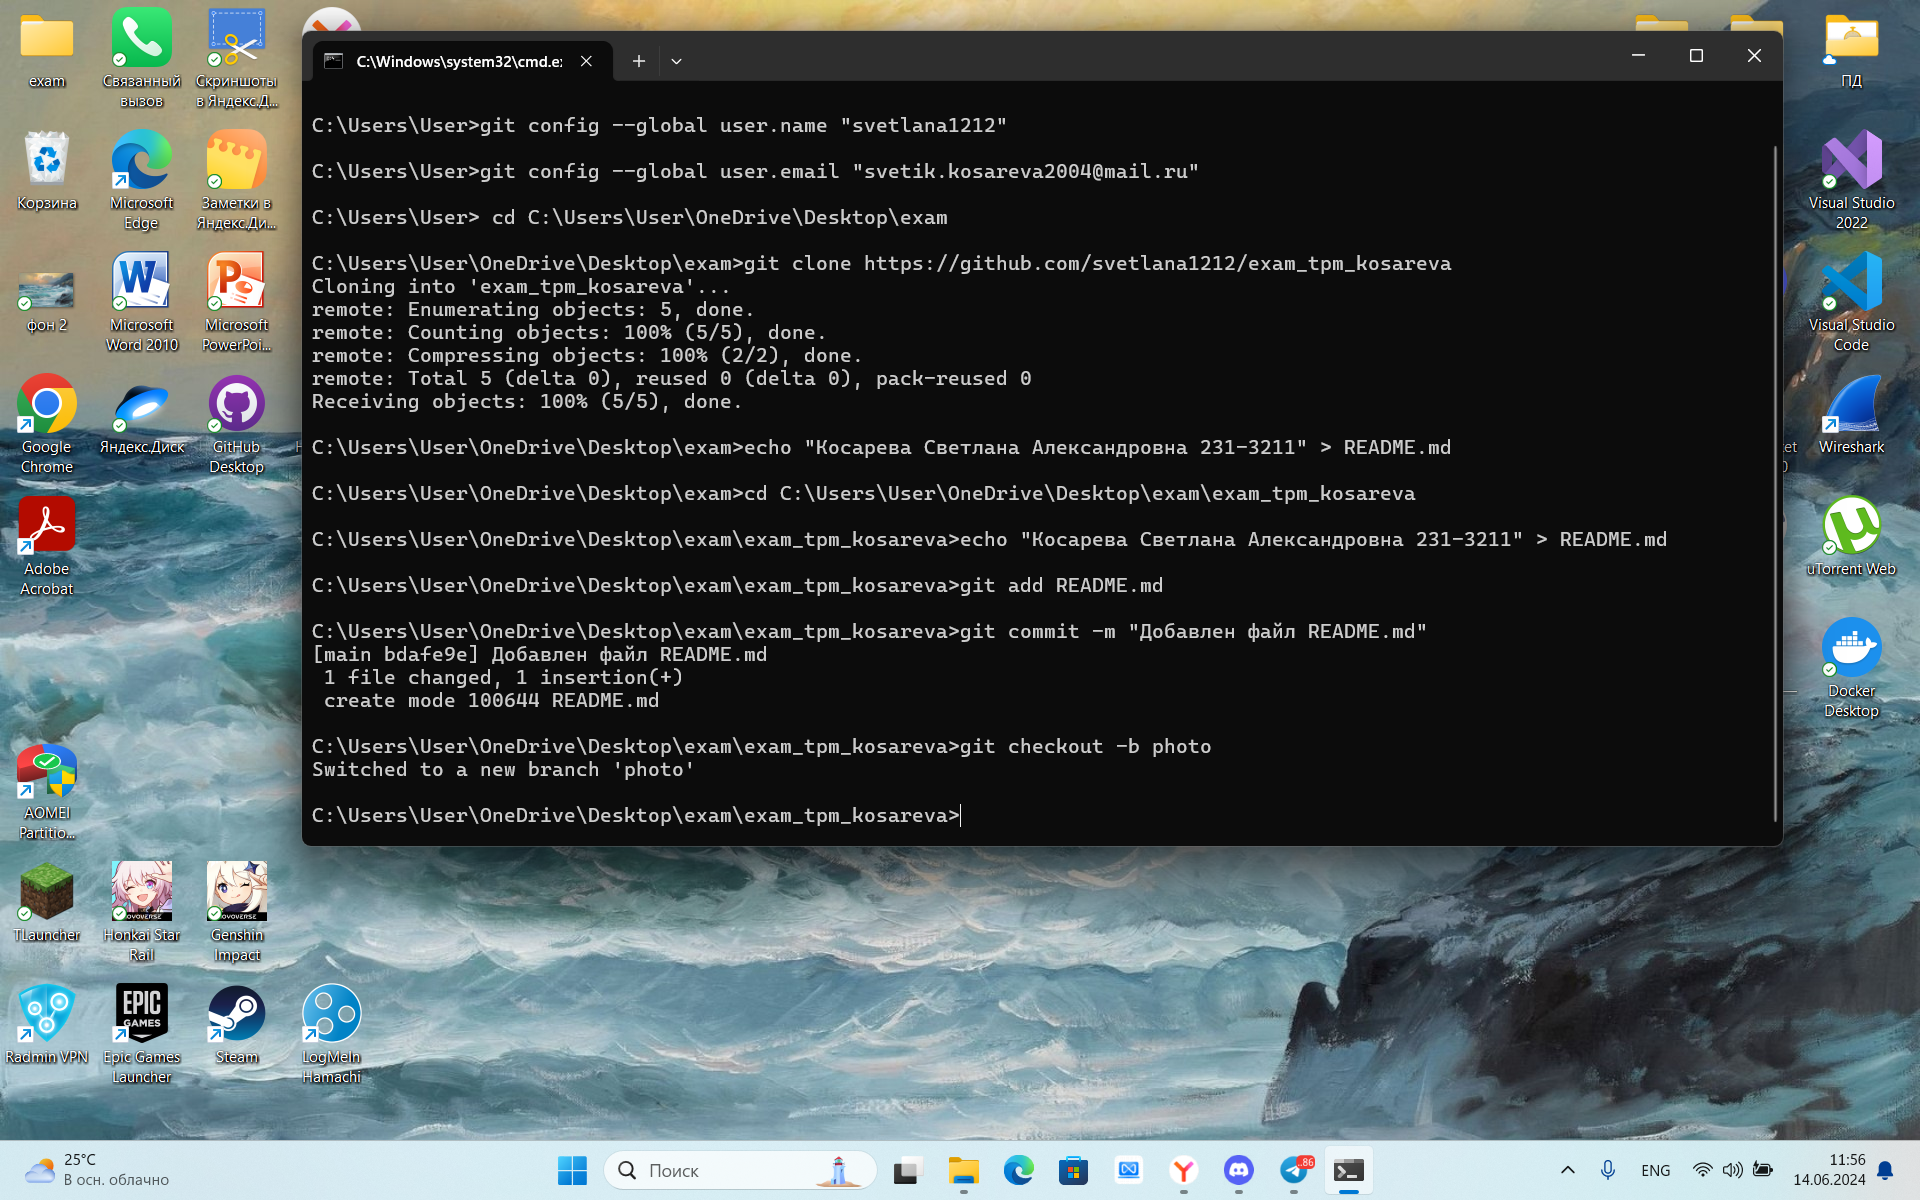 exam
Связанный
вызов
Скриншоты
в Яндекс.Д...
Корзина
Microsoft
Edge
Заметки в
Яндекс.Ди...
фон 2
Microsoft
Word 2010
Microsoft
PowerPoi...
Google
Chrome
Яндекс.Диск
GitHub
Desktop
Adobe
Acrobat
AOMEI
Partitio...
TLauncher
Honkai Star
Rail
Genshin
Impact
Radmin VPN
EPIC
GAMES
Epic Games
Launcher
Steam
LogMeIn
Hamachi
C:\Windows\system32\cmd.e
C:\Users\User>git config --global user.name "svetlana1212"
C:\Users\User>git config --global user.email "svetik.kosareva2004@mail.ru"
C:\Users\User> cd C:\Users\User\OneDrive\Desktop\exam
C:\Users\User\OneDrive\Desktop\exam>git clone https://github.com/svetlana1212/exam_tpm_kosareva
Cloning into 'exam_tpm_kosareva'...
remote: Enumerating objects: 5, done.
remote: Counting objects: 100% (5/5), done.
remote: Compressing objects: 100% (2/2), done.
remote: Total 5 (delta 0), reused 0 (delta 0), pack-reused 0
Receiving objects: 100% (5/5), done.
C:\Users\User\OneDrive\Desktop\exam>echo "Косарева Светлана Александровна 231-3211" > README.md
C:\Users\User\OneDrive\Desktop\exam>cd C:\Users\User\OneDrive\Desktop\exam\exam_tpm_kosareva
C:\Users\User\OneDrive\Desktop\exam\exam_tpm_kosareva>echo "Косарева Светлана Александровна 231-3211" > README.md
C:\Users\User\OneDrive\Desktop\exam\exam_tpm_kosareva>git add README.md
C:\Users\User\OneDrive\Desktop\exam\exam_tpm_kosareva>git commit -m "Добавлен файл README.md"
[main bdafe9e] Добавлен файл README.md
1 file changed, 1 insertion(+)
create mode 100644 README.md
C:\Users\User\OneDrive\Desktop\exam\exam_tpm_kosareva>git checkout -b photo
Switched to a new branch 'photo'
C:\Users\User\OneDrive\Desktop\exam\exam_tpm_kosareva>
ПД
Visual Studio
2022
Visual Studio
Code
Wireshark
uTorrent Web
Docker
Desktop
25°C
В осн. облачно
Поиск
86
ENG
11:56
14.06.2024